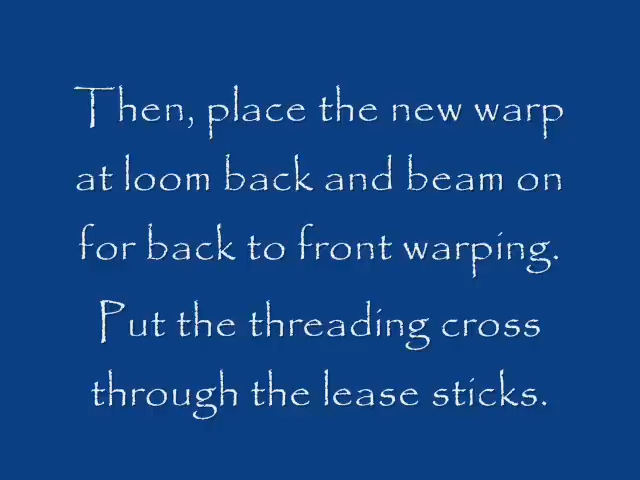 Then, place the new warp
at loom back and beam on
for back to front warping.
Put the threading cross
through the lease sticks.